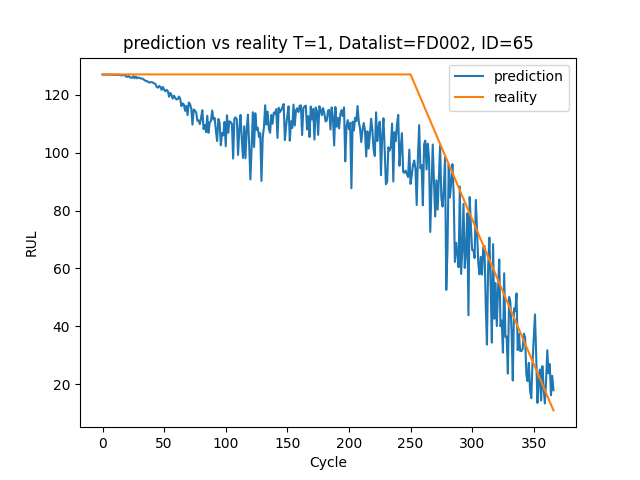 prediction vs reality T=1, Datalist=FD002, ID=65
prediction
reality
RUL
120
100
80
60
40
20
0 50 100 150 200 250 300 350
Cycle